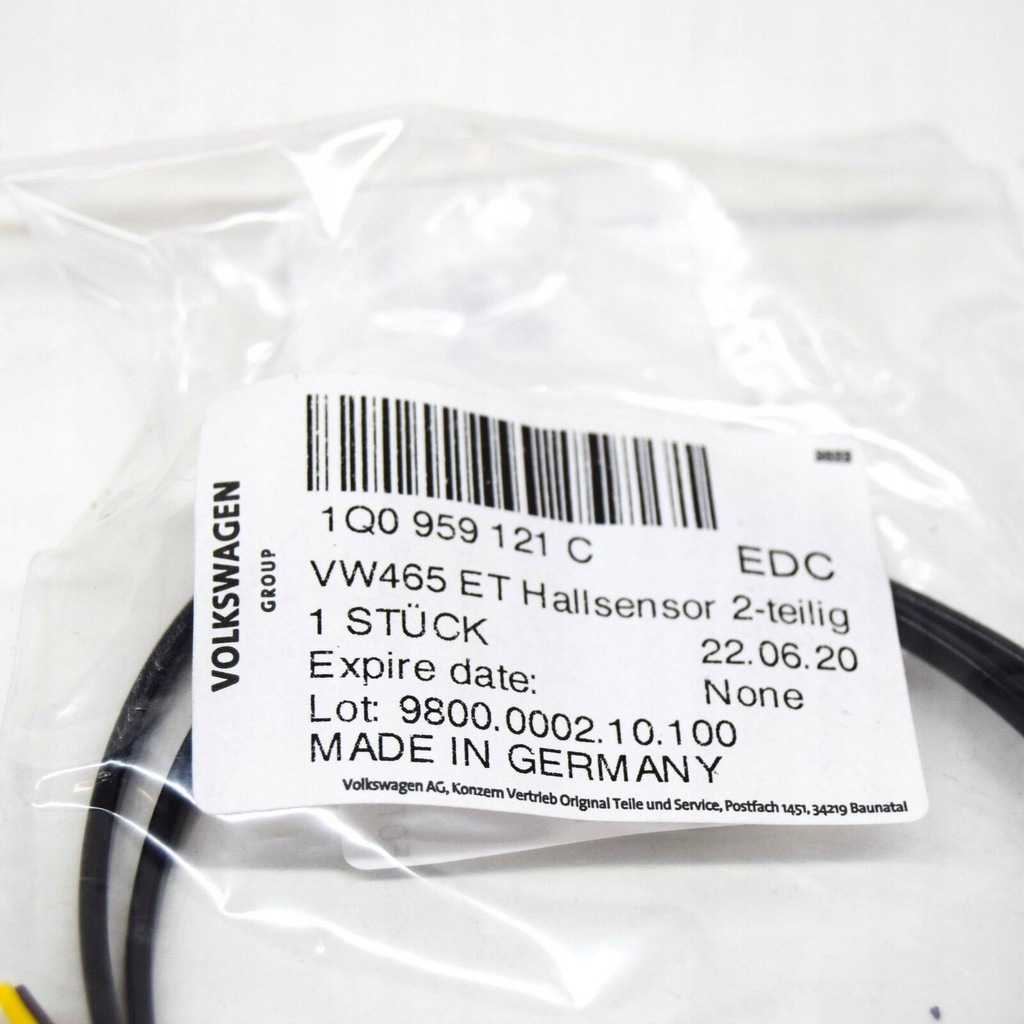 VOLKSWAGEN
GROUP
1Q0 959 121 C
EDC
VW465 ET Hallsensor 2-teilig
1 STÜCK 22.06.20
Expire date: None
Lot: 9800.0002.10.100
MADE IN GERMANY
Volkswagen AG, Konzern Vertrieb Original Teile und Service, Postfach 1451, 34219 Baunatal